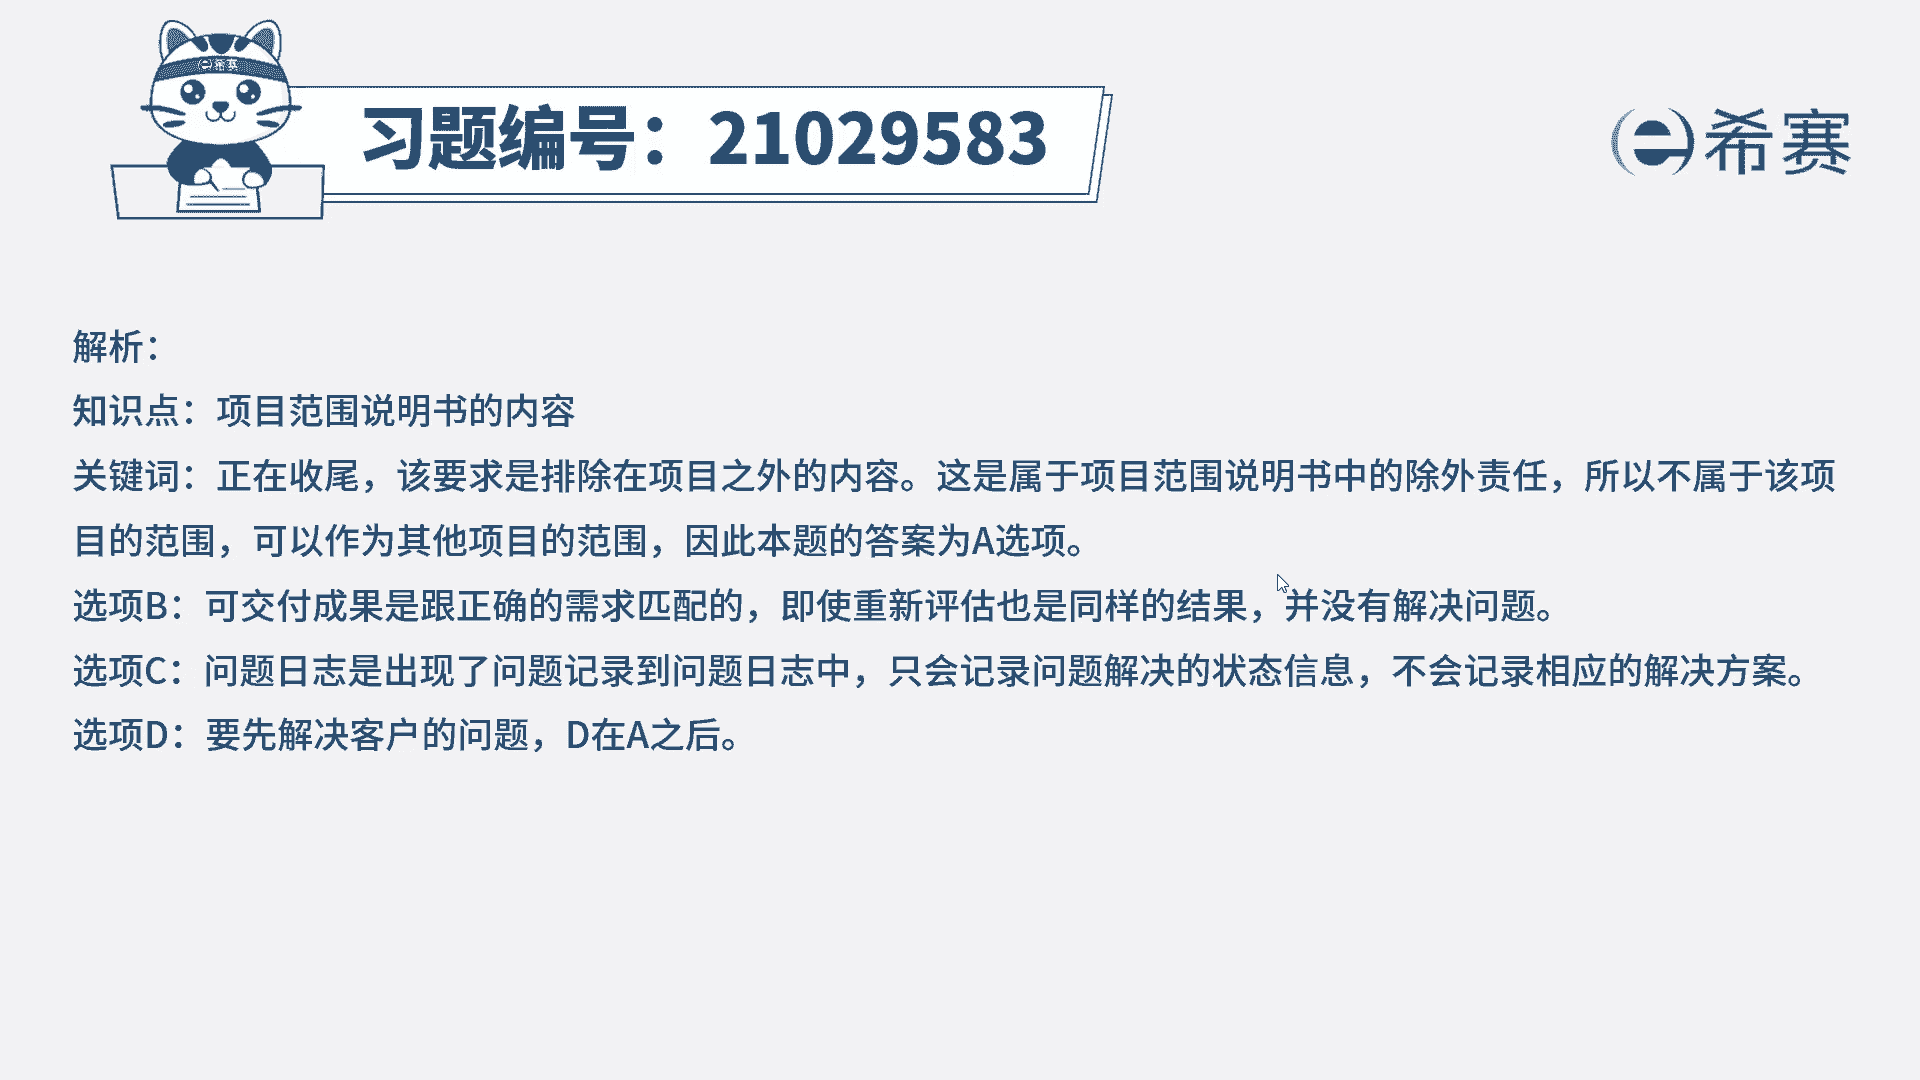 希赛
习题编号：21029583
希赛
解析：
知识点：项目范围说明书的内容
关键词：正在收尾，该要求是排除在项目之外的内容。这是属于项目范围说明书中的除外责任，所以不属于该项
目的范围，可以作为其他项目的范围，因此本题的答案为A选项。
选项B：可交付成果是跟正确的需求匹配的，即使重新评估也是同样的结果，并没有解决问题。
选项C：问题日志是出现了问题记录到问题日志中，只会记录问题解决的状态信息，不会记录相应的解决方案。
选项D：要先解决客户的问题，D在A之后。